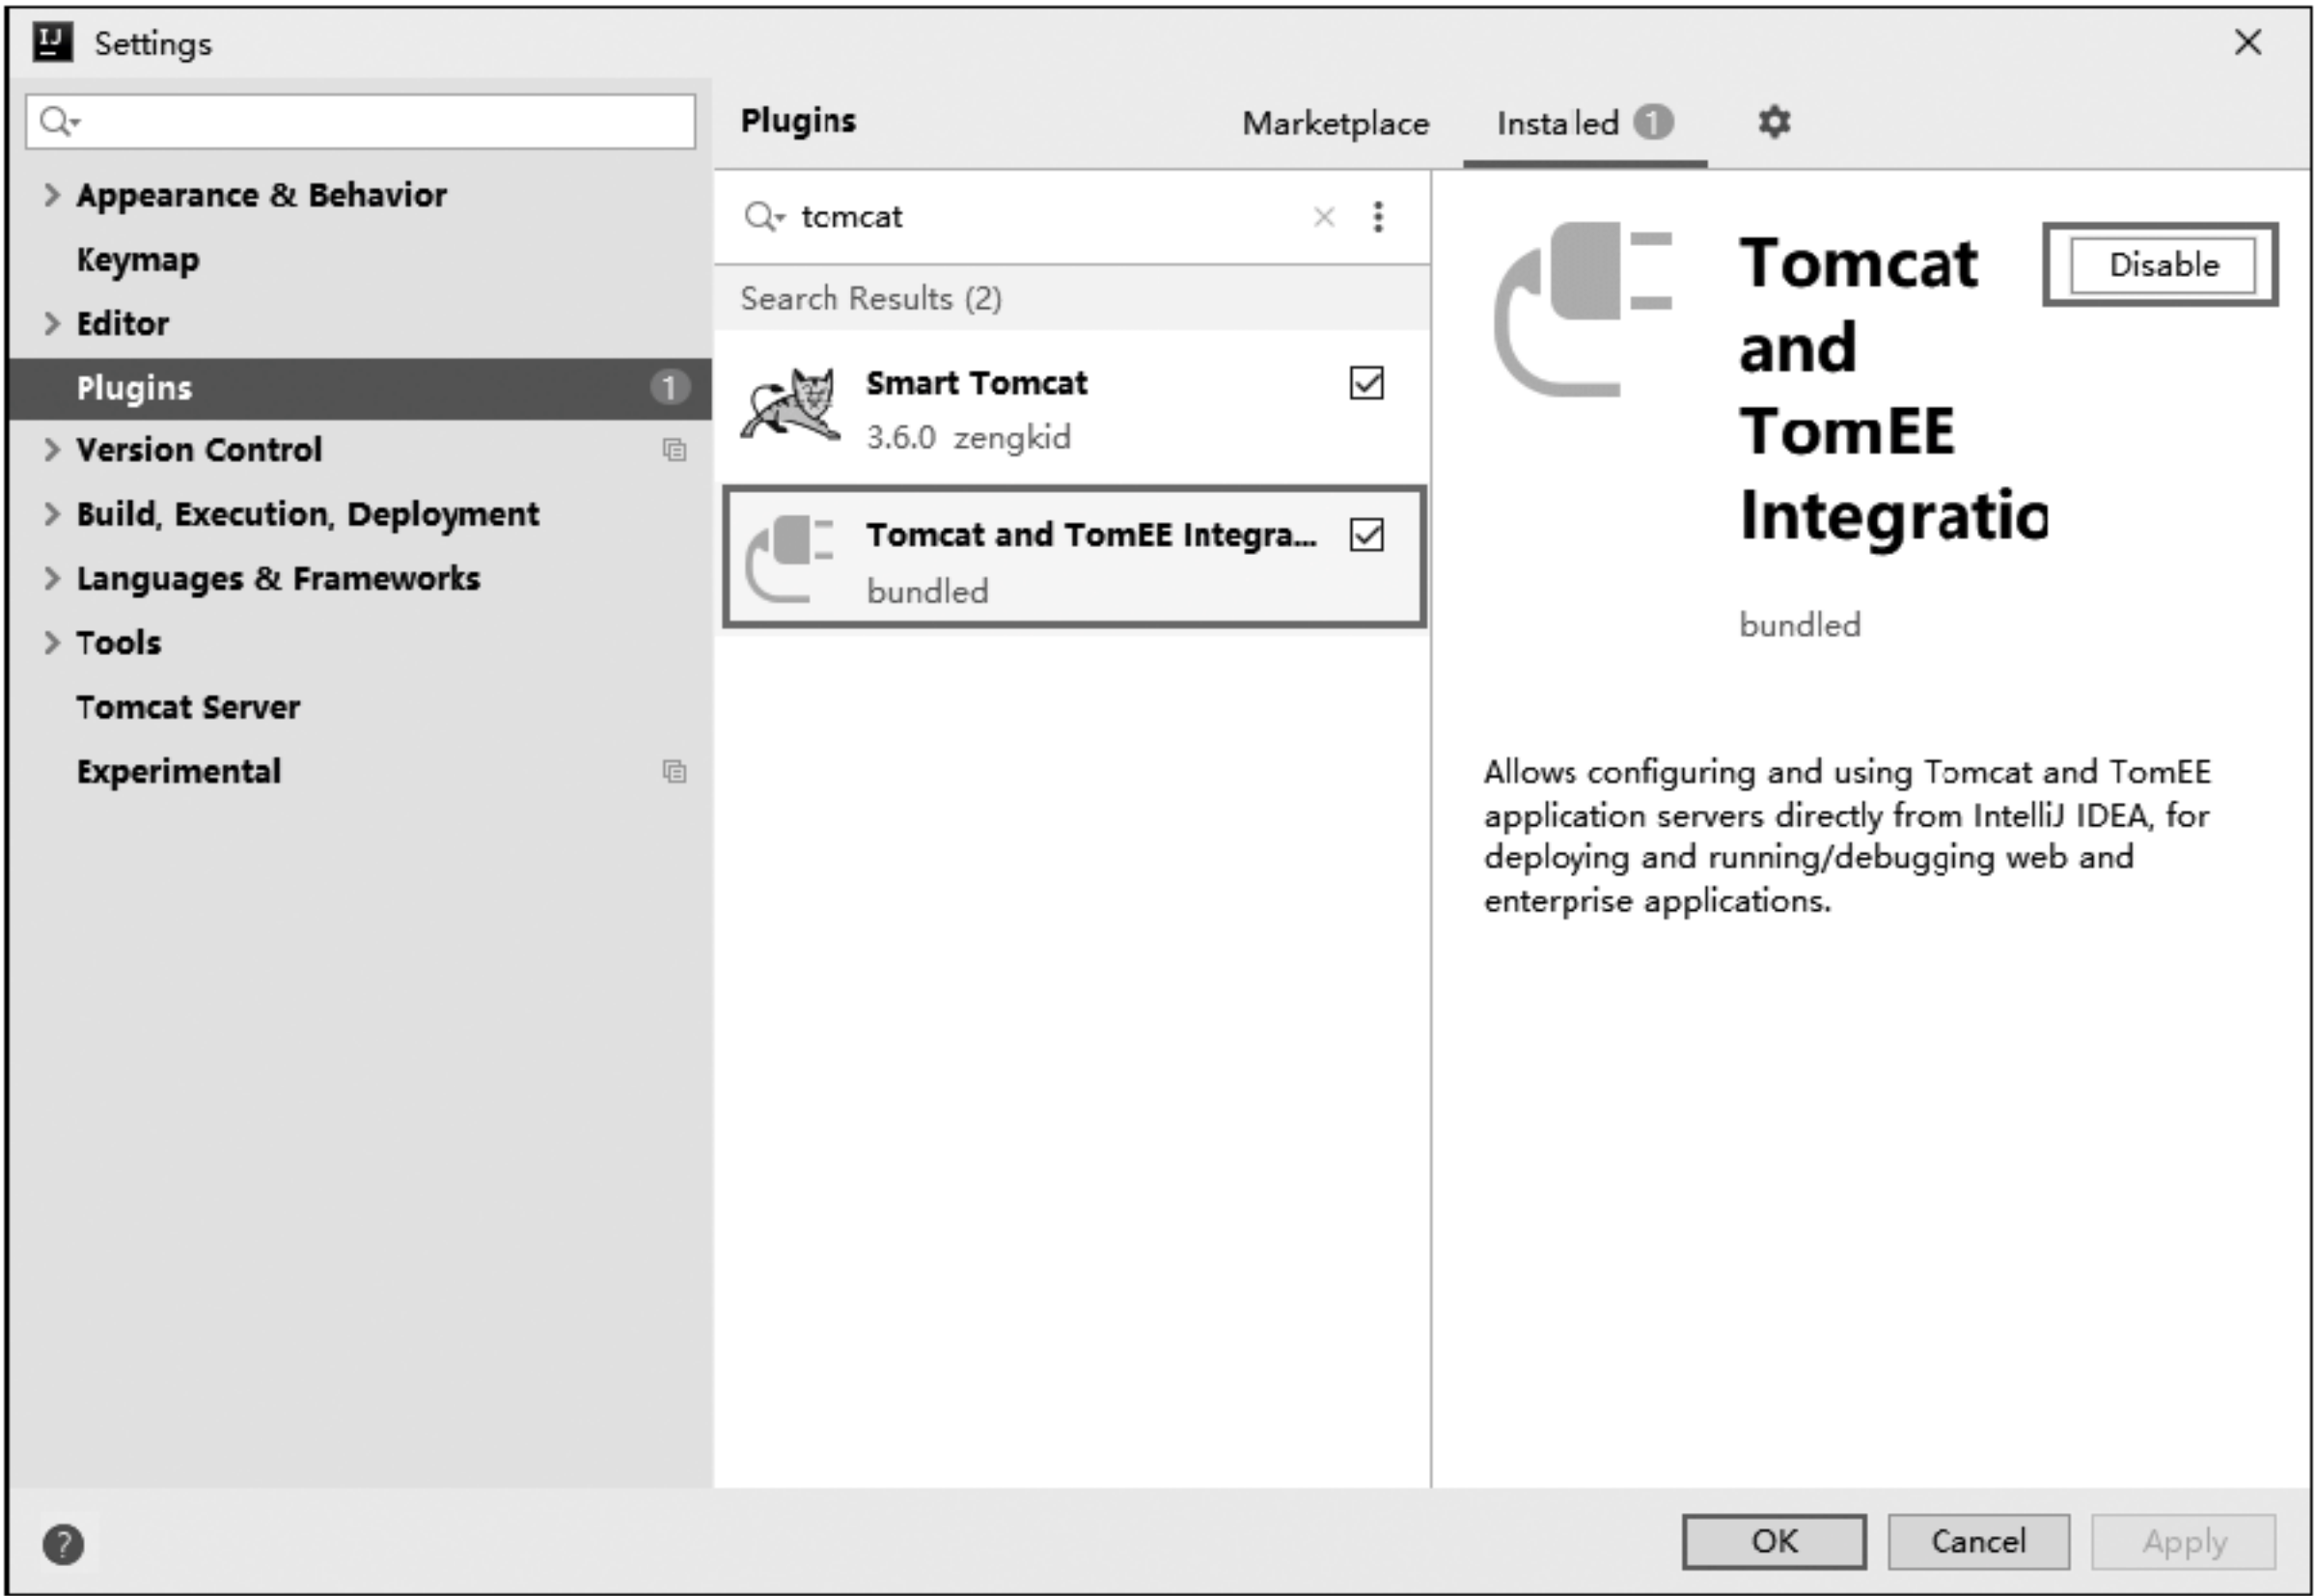 IJ Settings
Appearance & Behavior
Keymap
Editor
Plugins 1
Version Control
Build, Execution, Deployment
Languages & Frameworks
Tools
Tomcat Server
Experimental
Plugins
Marketplace
Installed 1
tomcat
Search Results (2)
Smart Tomcat
3.6.0 zengkid
Tomcat and TomEE Integra...
bundled
Tomcat
and
TomEE
Integratio
Disable
bundled
Allows configuring and using Tomcat and TomEE
application servers directly from IntelliJ IDEA, for
deploying and running/debugging web and
enterprise applications.
?
OK
Cancel
Apply